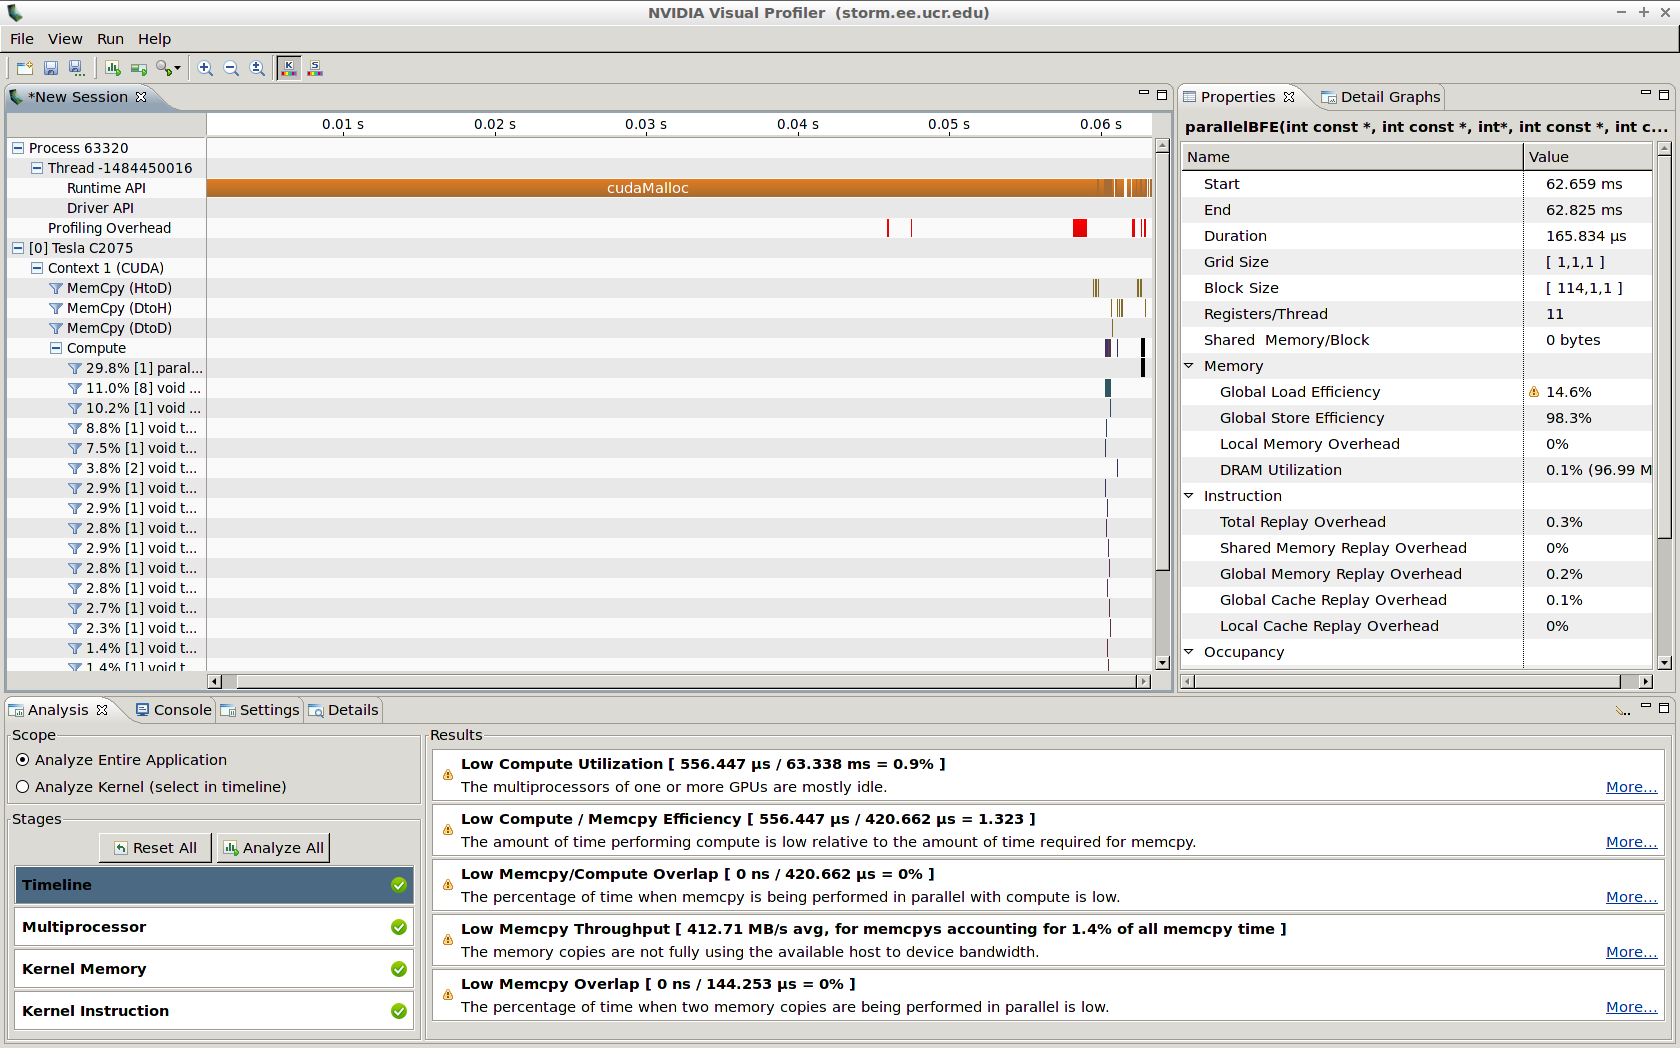 NVIDIA Visual Profiler  (storm.ee.ucr.edu)
File View Run Help
*New Session
0.01 s 0.02 s 0.03 s 0.04 s 0.05 s 0.06 s
Process 63320
Thread -1484450016
Runtime API
cudaMalloc
Driver API
Profiling Overhead
[0] Tesla C2075
Context 1 (CUDA)
MemCpy (HtoD)
MemCpy (DtoH)
MemCpy (DtoD)
Compute
29.8% [1] paral...
11.0% [8] void ...
10.2% [1] void ...
8.8% [1] void t...
7.5% [1] void t...
3.8% [2] void t...
2.9% [1] void t...
2.9% [1] void t...
2.8% [1] void t...
2.9% [1] void t...
2.8% [1] void t...
2.8% [1] void t...
2.7% [1] void t...
2.3% [1] void t...
1.4% [1] void t...
1.4% [1] void t
Properties Detail Graphs
parallelBFE(int const *, int const *, int*, int const *, int c...
Name Value
Start 62.659 ms
End 62.825 ms
Duration 165.834 µs
Grid Size [ 1,1,1 ]
Block Size [ 114,1,1 ]
Registers/Thread 11
Shared  Memory/Block 0 bytes
Memory
Global Load Efficiency 14.6%
Global Store Efficiency 98.3%
Local Memory Overhead 0%
DRAM Utilization 0.1% (96.99 M
Instruction
Total Replay Overhead 0.3%
Shared Memory Replay Overhead 0%
Global Memory Replay Overhead 0.2%
Global Cache Replay Overhead 0.1%
Local Cache Replay Overhead 0%
Occupancy
Analysis Console Settings Details
Scope
Analyze Entire Application
Analyze Kernel (select in timeline)
Stages
Reset All Analyze All
Timeline
Multiprocessor
Kernel Memory
Kernel Instruction
Results
Low Compute Utilization [ 556.447 µs / 63.338 ms = 0.9% ]
The multiprocessors of one or more GPUs are mostly idle. More...
Low Compute / Memcpy Efficiency [ 556.447 µs / 420.662 µs = 1.323 ]
The amount of time performing compute is low relative to the amount of time required for memcpy. More...
Low Memcpy/Compute Overlap [ 0 ns / 420.662 µs = 0% ]
The percentage of time when memcpy is being performed in parallel with compute is low. More...
Low Memcpy Throughput [ 412.71 MB/s avg, for memcpys accounting for 1.4% of all memcpy time ]
The memory copies are not fully using the available host to device bandwidth. More...
Low Memcpy Overlap [ 0 ns / 144.253 µs = 0% ]
The percentage of time when two memory copies are being performed in parallel is low. More...